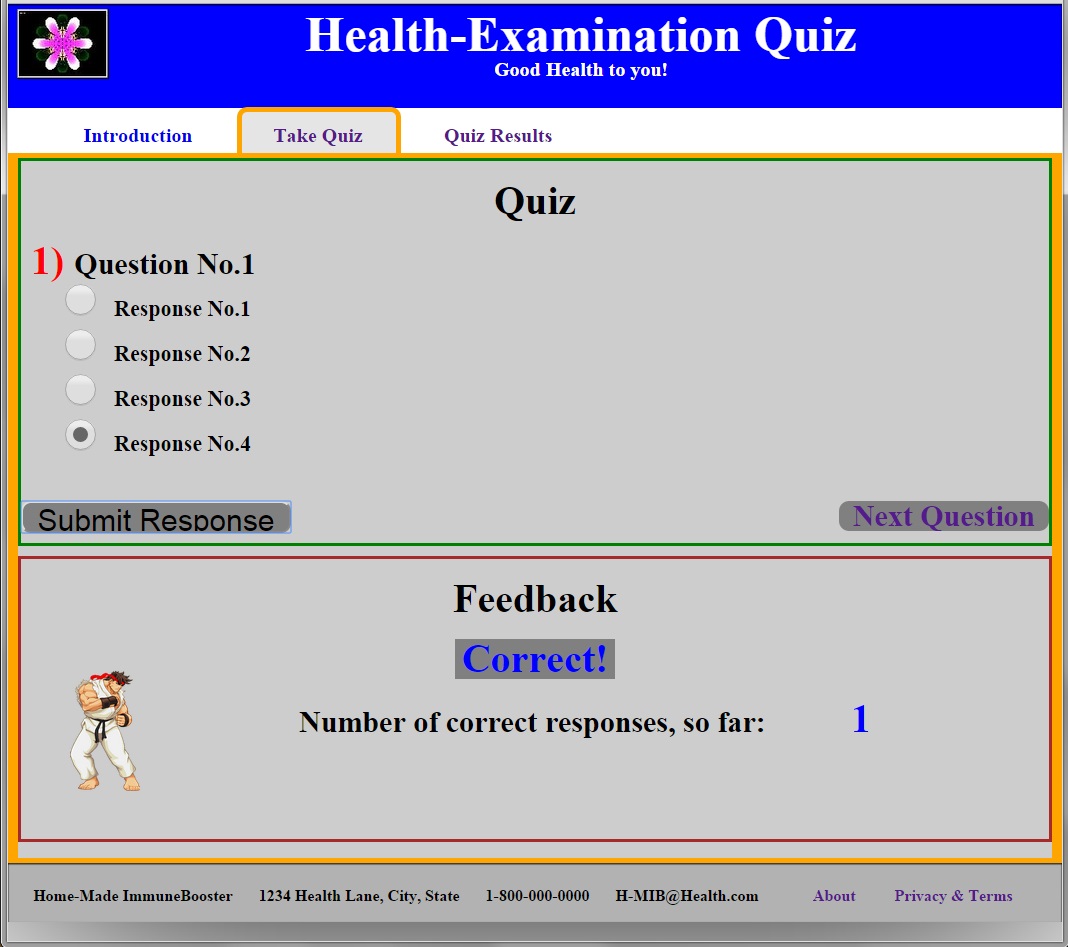 Health-Examination Quiz
Good Health to you!
Introduction Take Quiz Quiz Results
Quiz
1) Question No.1
Response No.1
Response No.2
Response No.3
Response No.4
Submit Response Next Question
Feedback
Correct!
Number of correct responses, so far: 1
Home-Made ImmuneBooster 1234 Health Lane, City, State 1-800-000-0000 H-MIB@Health.com About Privacy & Terms